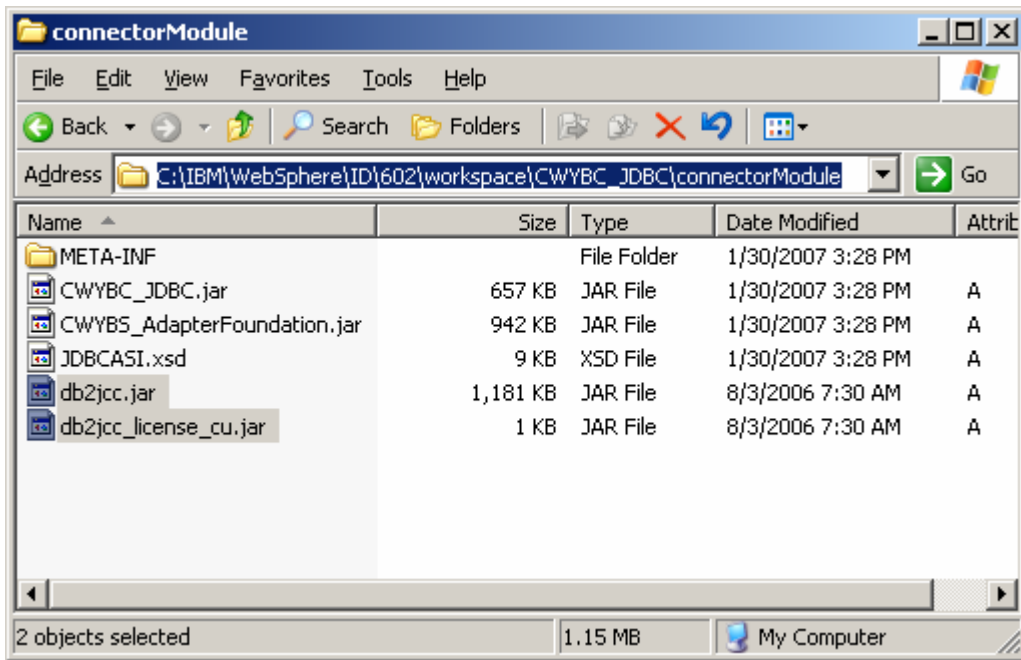 connectorModule
File Edit View Favorites Tools Help
Back Search Folders
Address C:\IBM\WebSphere\ID\602\workspace\CWYBC_JDBC\connectorModule Go
Name Size Type Date Modified Attrit
META-INF File Folder 1/30/2007 3:28 PM
CWYBC_JDBC.jar 657 KB JAR File 1/30/2007 3:28 PM A
CWYBS_AdapterFoundation.jar 942 KB JAR File 1/30/2007 3:28 PM A
JDBCASI.xsd 9 KB XSD File 1/30/2007 3:28 PM A
db2jcc.jar 1,181 KB JAR File 8/3/2006 7:30 AM A
db2jcc_license_cu.jar 1 KB JAR File 8/3/2006 7:30 AM A
2 objects selected 1.15 MB My Computer